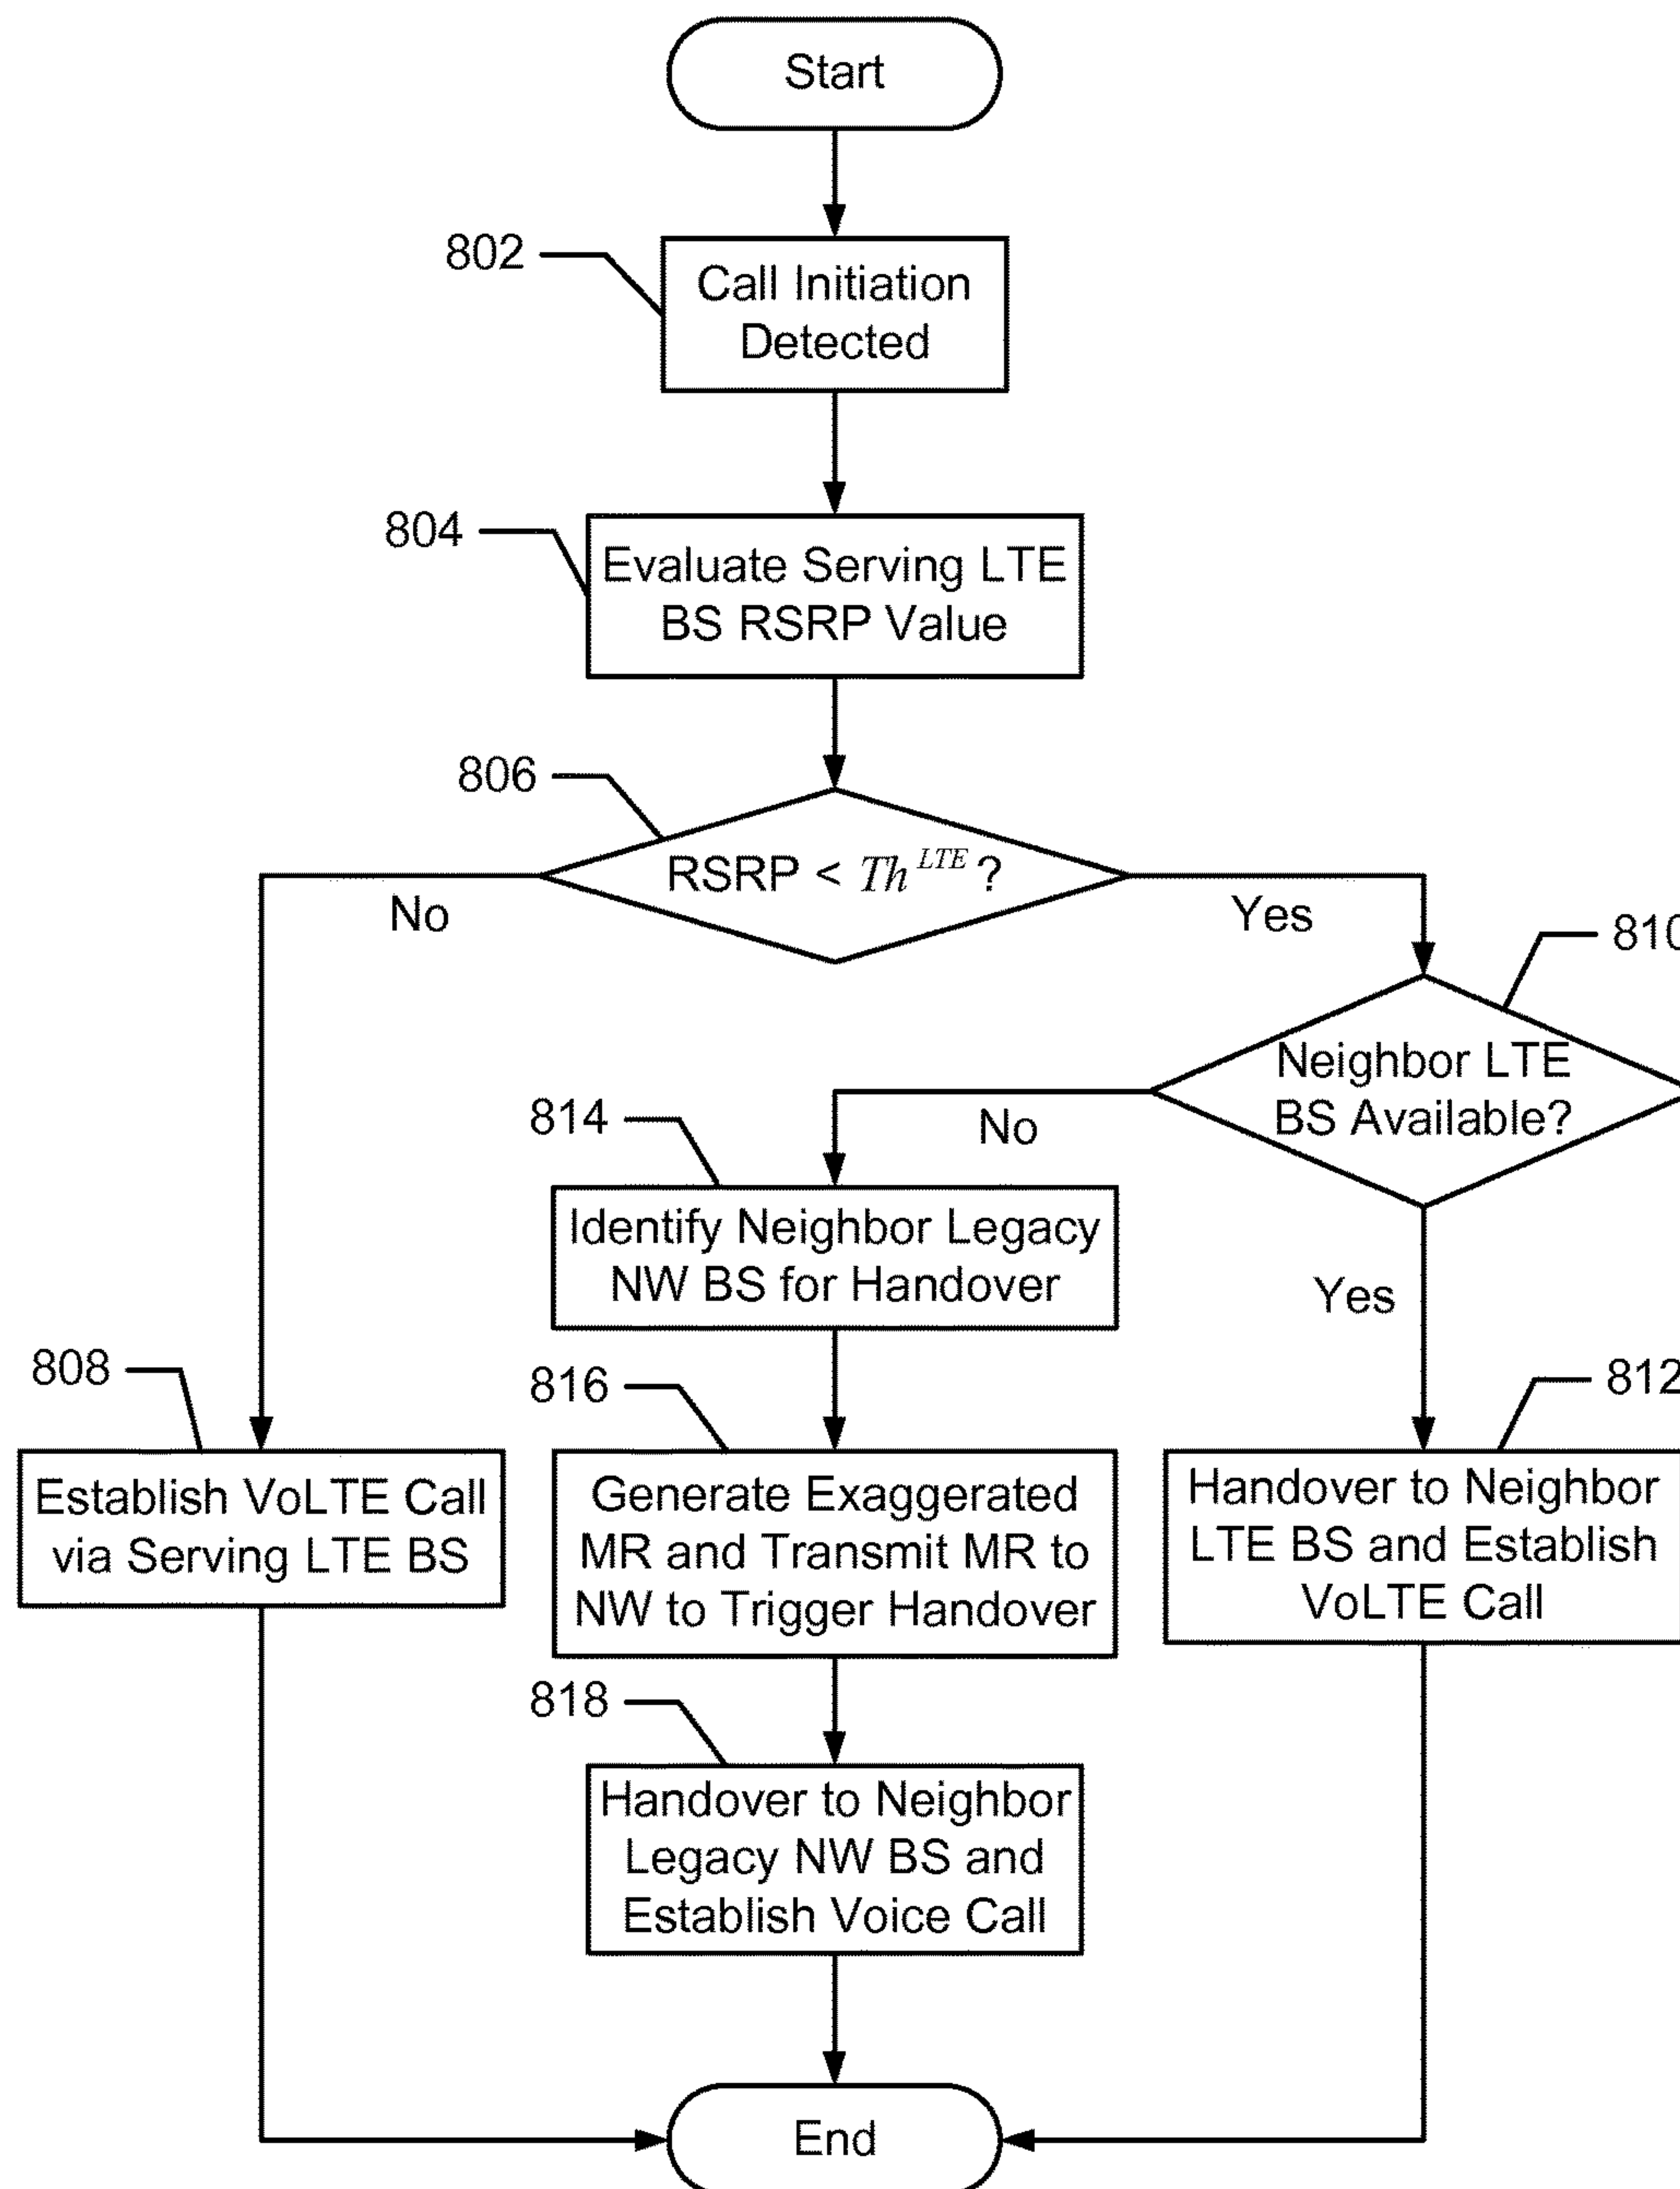 Start
802
Call Initiation
Detected
804
Evaluate Serving LTE
BS RSRP Value
806
RSRP < Th^LTE ?
No
Yes
810
Neighbor LTE
BS Available?
No
Yes
814
Identify Neighbor Legacy
NW BS for Handover
808
Establish VoLTE Call
via Serving LTE BS
816
Generate Exaggerated
MR and Transmit MR to
NW to Trigger Handover
812
Handover to Neighbor
LTE BS and Establish
VoLTE Call
818
Handover to Neighbor
Legacy NW BS and
Establish Voice Call
End